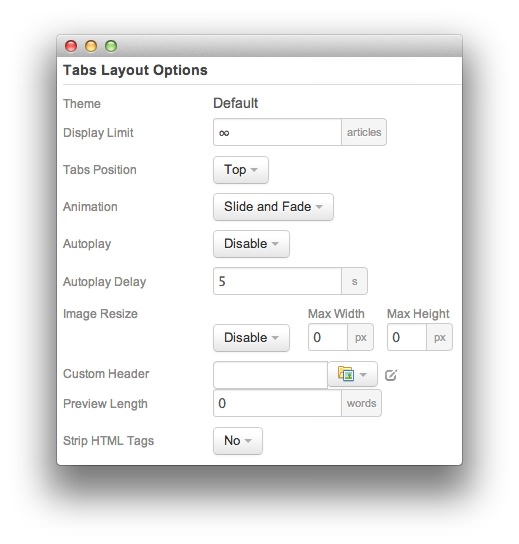 Tabs Layout Options
Theme Default
Display Limit ∞ articles
Tabs Position Top
Animation Slide and Fade
Autoplay Disable
Autoplay Delay 5 s
Image Resize Max Width Max Height
Disable 0 px 0 px
Custom Header
Preview Length 0 words
Strip HTML Tags No